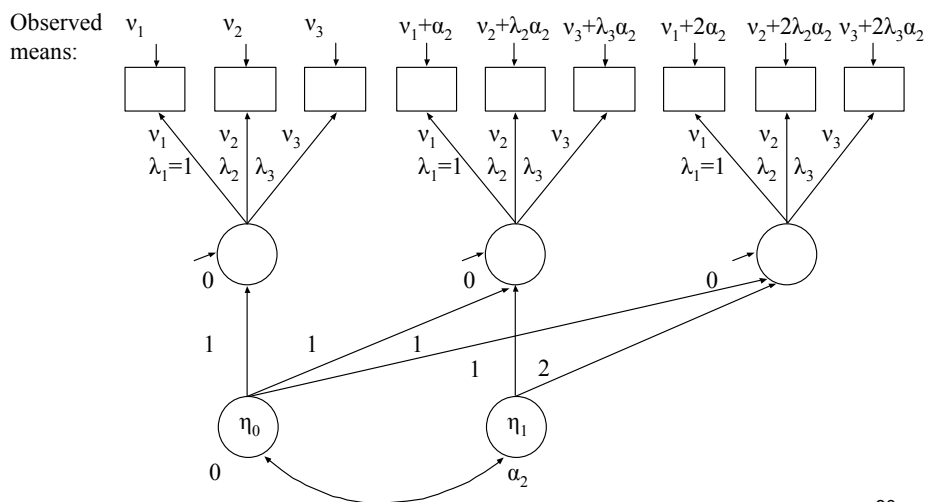 Observed means:
ν₁ ν₂ ν₃ ν₁+α₂ ν₂+λ₂α₂ ν₃+λ₃α₂ ν₁+2α₂ ν₂+2λ₂α₂ ν₃+2λ₃α₂
ν₁ ν₂ ν₃ ν₁ ν₂ ν₃ ν₁ ν₂ ν₃
λ₁=1 λ₂ λ₃ λ₁=1 λ₂ λ₃ λ₁=1 λ₂ λ₃
0 0 0
1 1 1 1 2
η₀ η₁
0 α₂